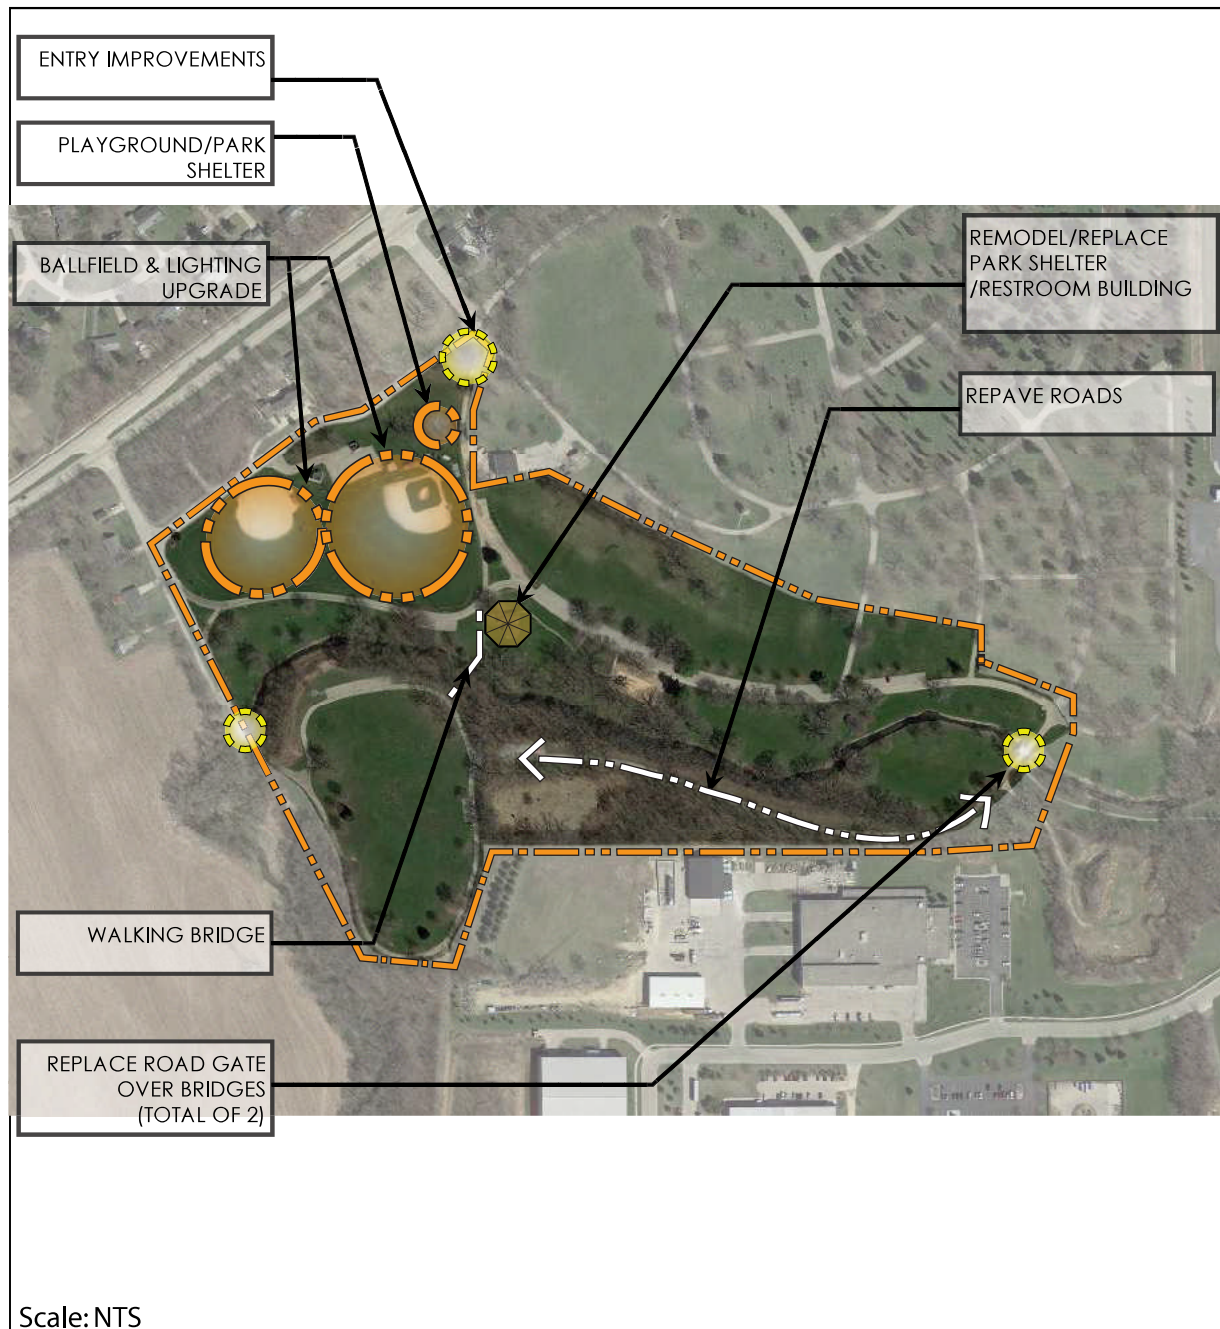 ENTRY IMPROVEMENTS
PLAYGROUND/PARK
SHELTER
BALLFIELD & LIGHTING
UPGRADE
REMODEL/REPLACE
PARK SHELTER
/RESTROOM BUILDING
REPAVE ROADS
WALKING BRIDGE
REPLACE ROAD GATE
OVER BRIDGES
(TOTAL OF 2)
Scale: NTS